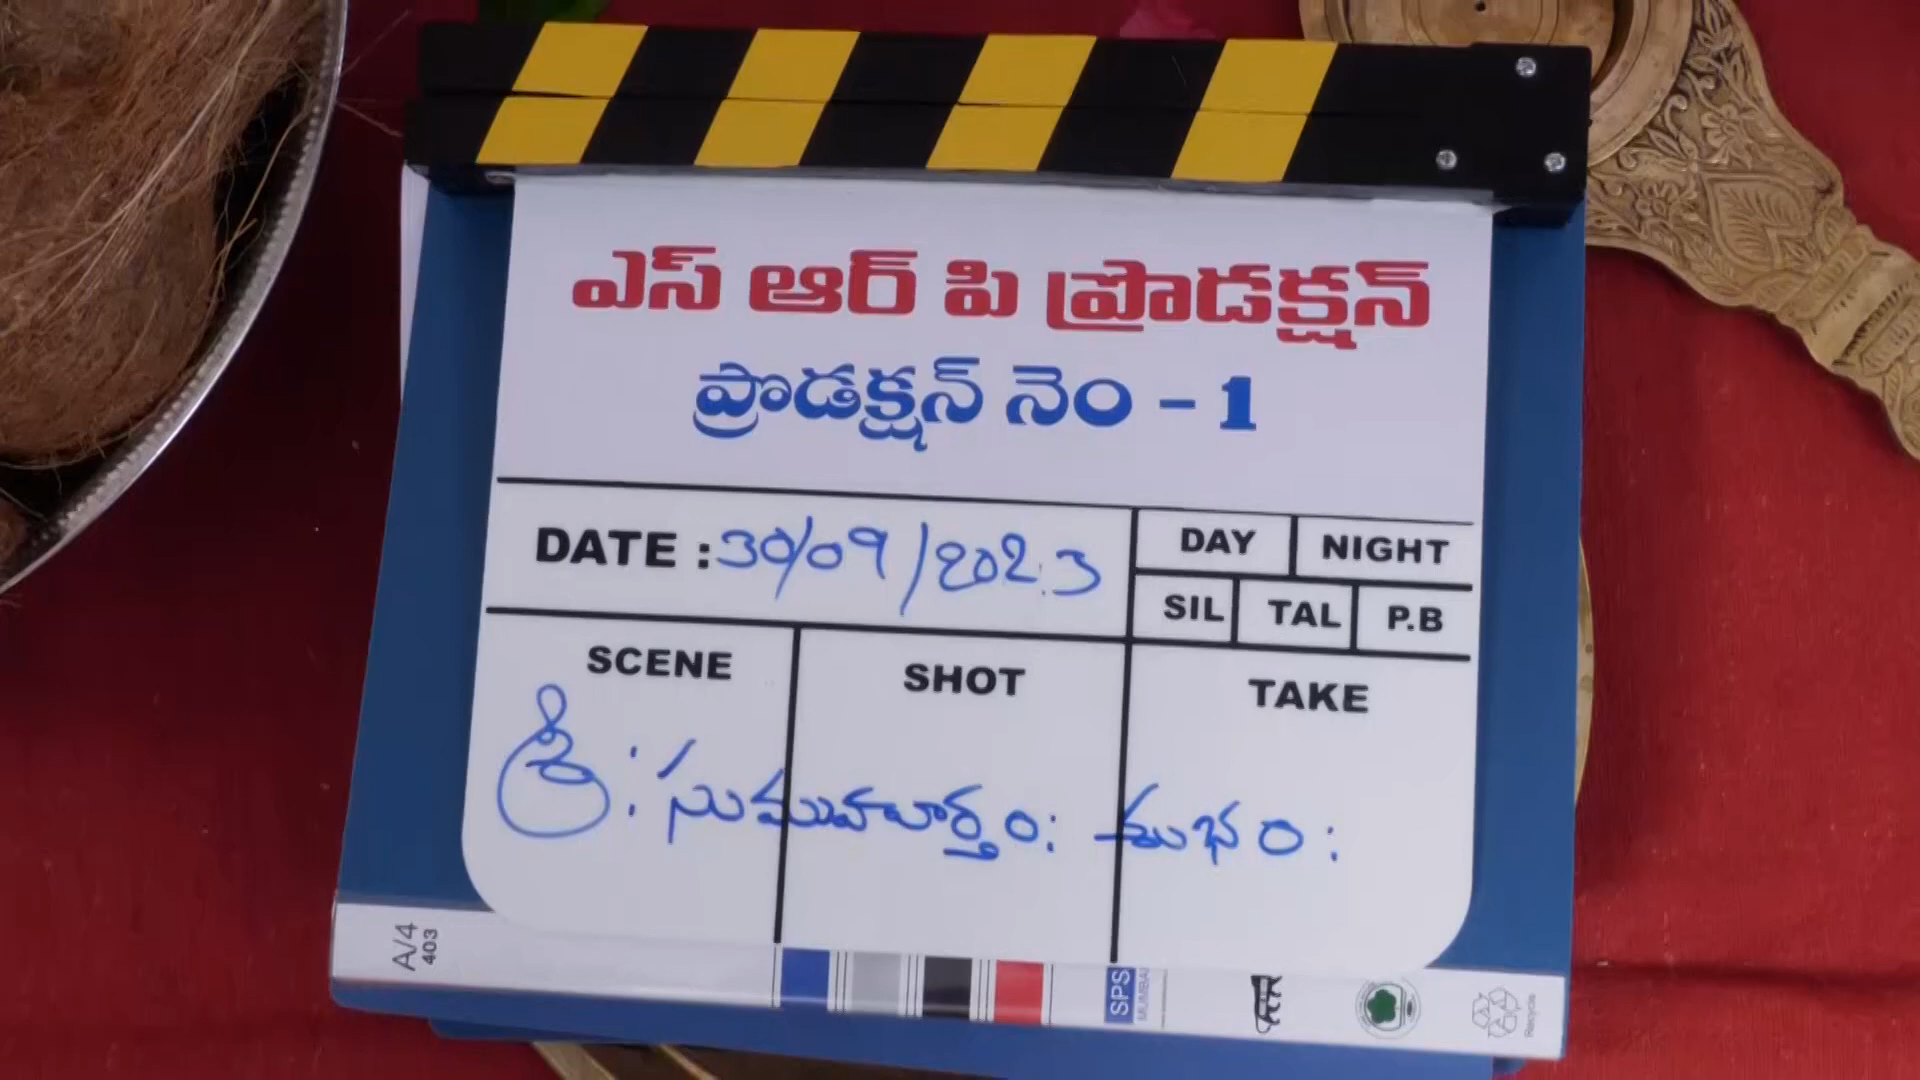 ఎస్ ఆర్ పి ప్రొడక్షన్
ప్రొడక్షన్ నెం - 1
DATE : 30/09/2023
DAY NIGHT
SIL TAL P.B
SCENE SHOT TAKE
శ్రీ: సుముహూర్తం: శుభం:
A/4
403
SPS
MUMBAI
Recycle